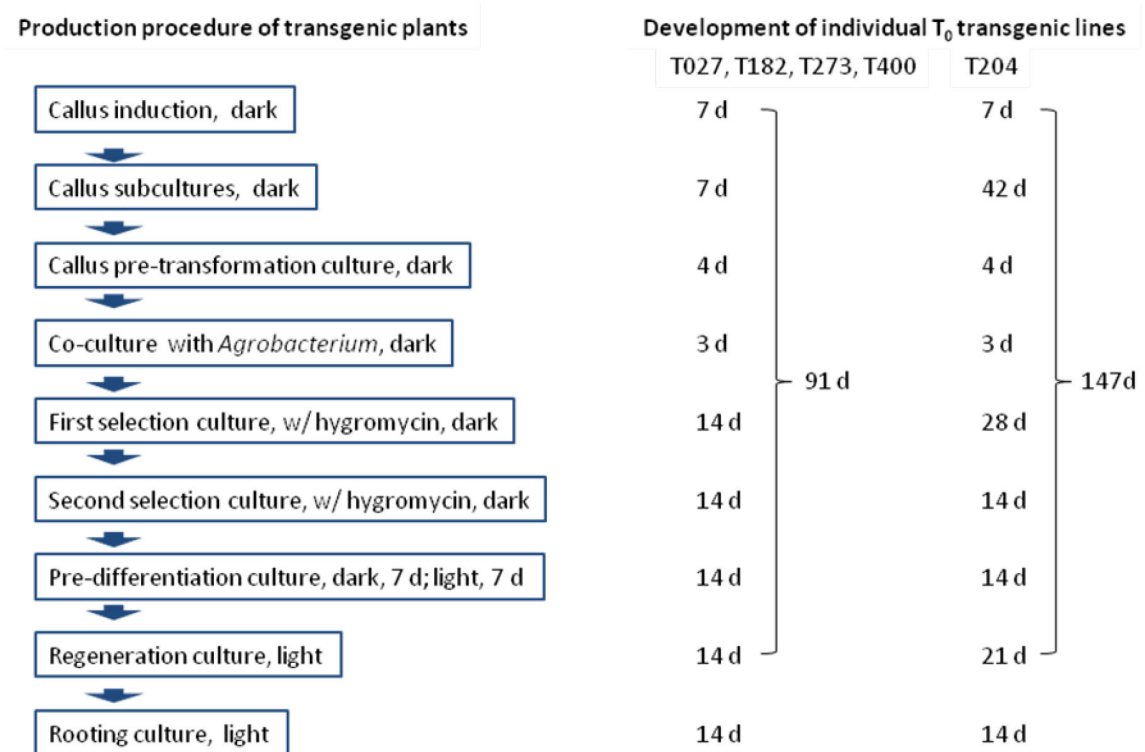 Production procedure of transgenic plants
Development of individual T₀ transgenic lines
T027, T182, T273, T400 T204
Callus induction, dark 7 d 7 d
Callus subcultures, dark 7 d 42 d
Callus pre-transformation culture, dark 4 d 4 d
Co-culture with Agrobacterium, dark 3 d 3 d
91 d 147d
First selection culture, w/ hygromycin, dark 14 d 28 d
Second selection culture, w/ hygromycin, dark 14 d 14 d
Pre-differentiation culture, dark, 7 d; light, 7 d 14 d 14 d
Regeneration culture, light 14 d 21 d
Rooting culture, light 14 d 14 d